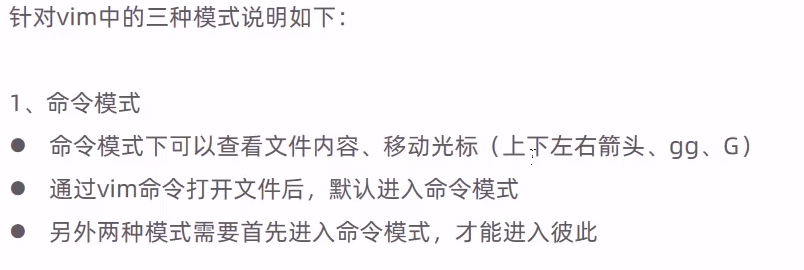 针对vim中的三种模式说明如下：
1、命令模式
● 命令模式下可以查看文件内容、移动光标（上下左右箭头、gg、G）
● 通过vim命令打开文件后，默认进入命令模式
● 另外两种模式需要首先进入命令模式，才能进入彼此